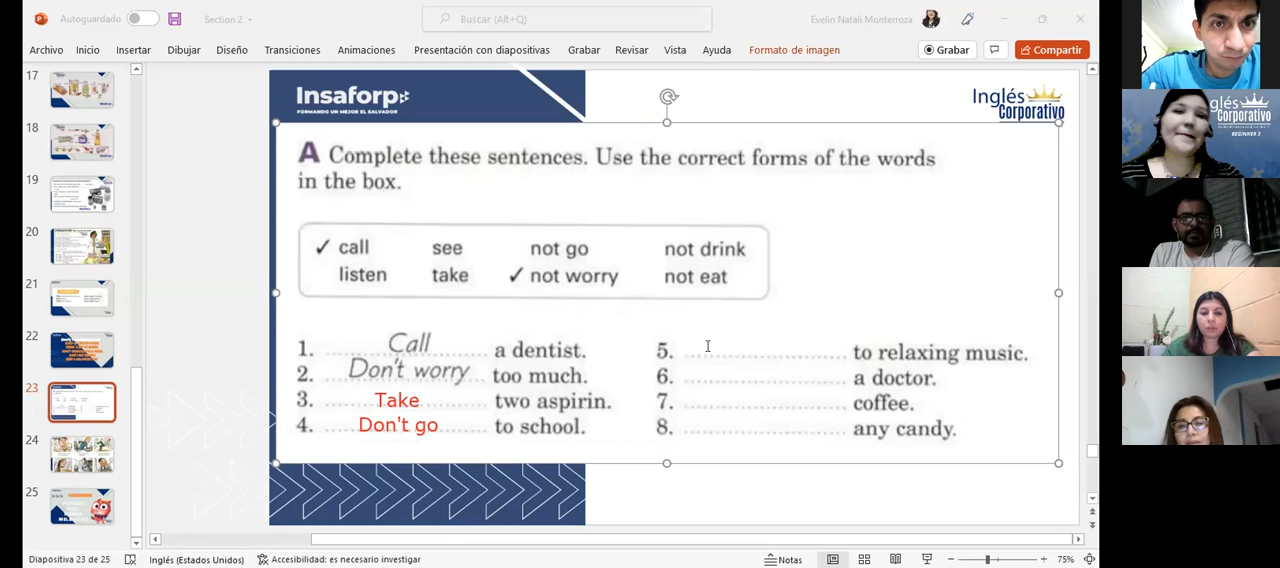 Autoguardado
Section 2
Buscar (Alt+Q)
Evelin Natali Monterroza
Archivo Inicio Insertar Dibujar Diseño Transiciones Animaciones Presentación con diapositivas Grabar Revisar Vista Ayuda Formato de imagen Grabar Compartir
17
18
19
20
21
22
23
24
25
Insaforp
FORMANDO UN MEJOR EL SALVADOR
Inglés
Corporativo
A Complete these sentences. Use the correct forms of the words
in the box.
✓ call see not go not drink
listen take ✓ not worry not eat
1. Call a dentist.
2. Don't worry too much.
3. Take two aspirin.
4. Don't go to school.
5. to relaxing music.
6. a doctor.
7. coffee.
8. any candy.
glés
Corporativo
BEGINNER 3
Diapositiva 23 de 25 Inglés (Estados Unidos) Accesibilidad: es necesario investigar Notas 75%